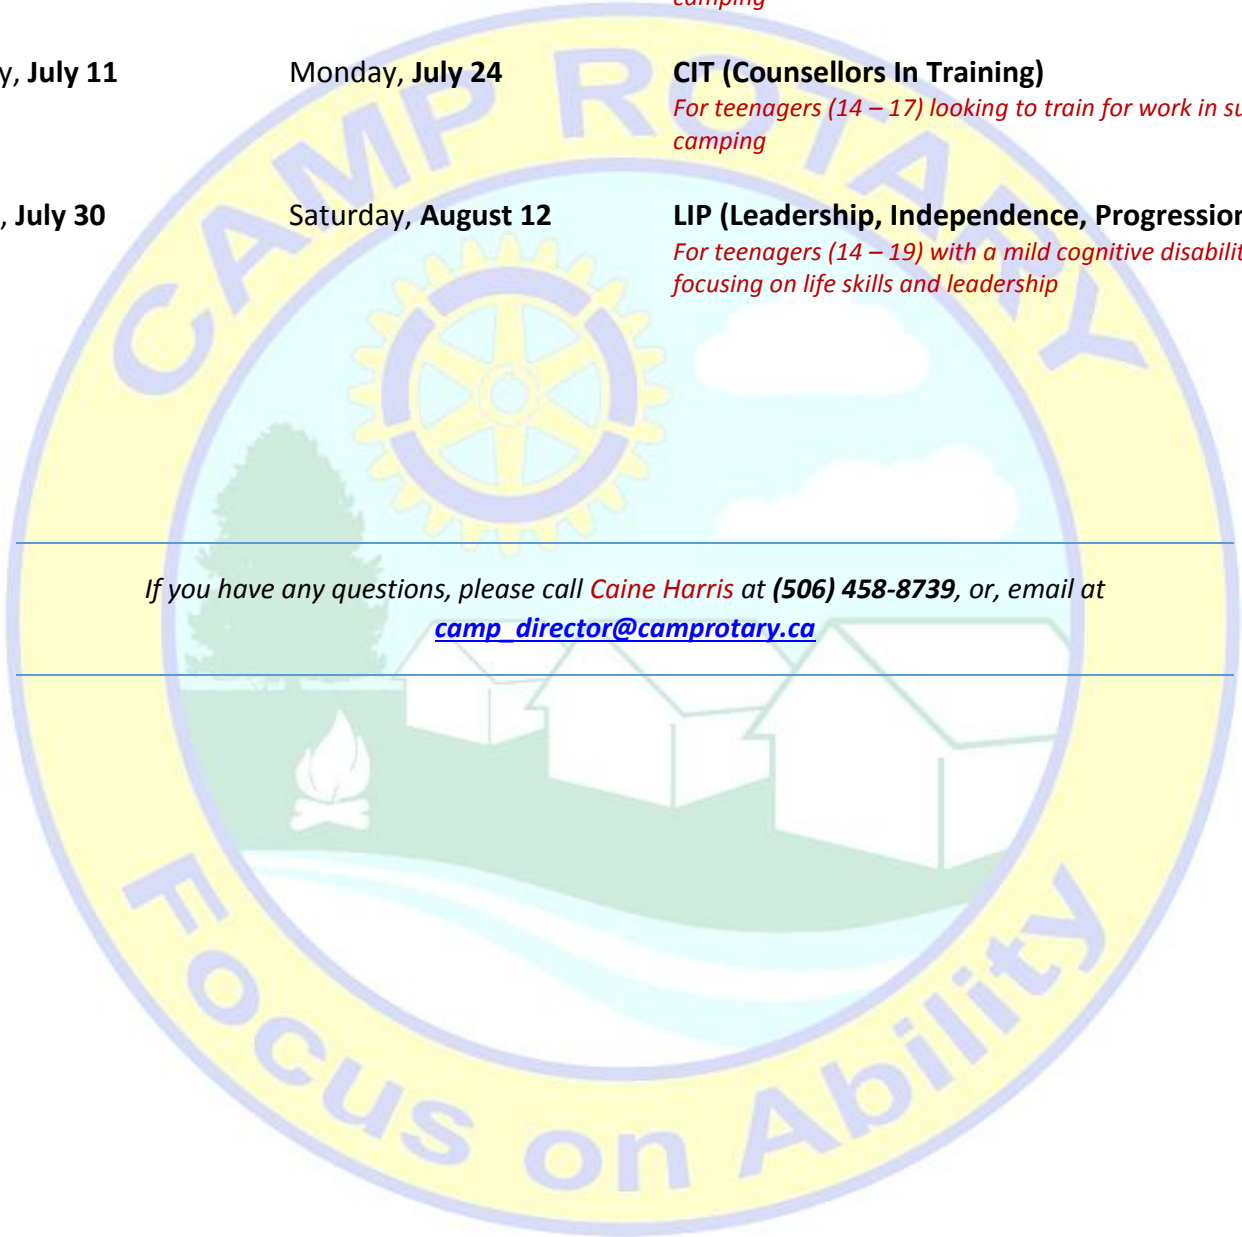 camping
y, July 11 Monday, July 24 CIT (Counsellors In Training)
For teenagers (14 – 17) looking to train for work in su
camping
, July 30 Saturday, August 12 LIP (Leadership, Independence, Progression
For teenagers (14 – 19) with a mild cognitive disabilit
focusing on life skills and leadership
If you have any questions, please call Caine Harris at (506) 458-8739, or, email at
camp_director@camprotary.ca
CAMP ROTARY
Focus on Ability